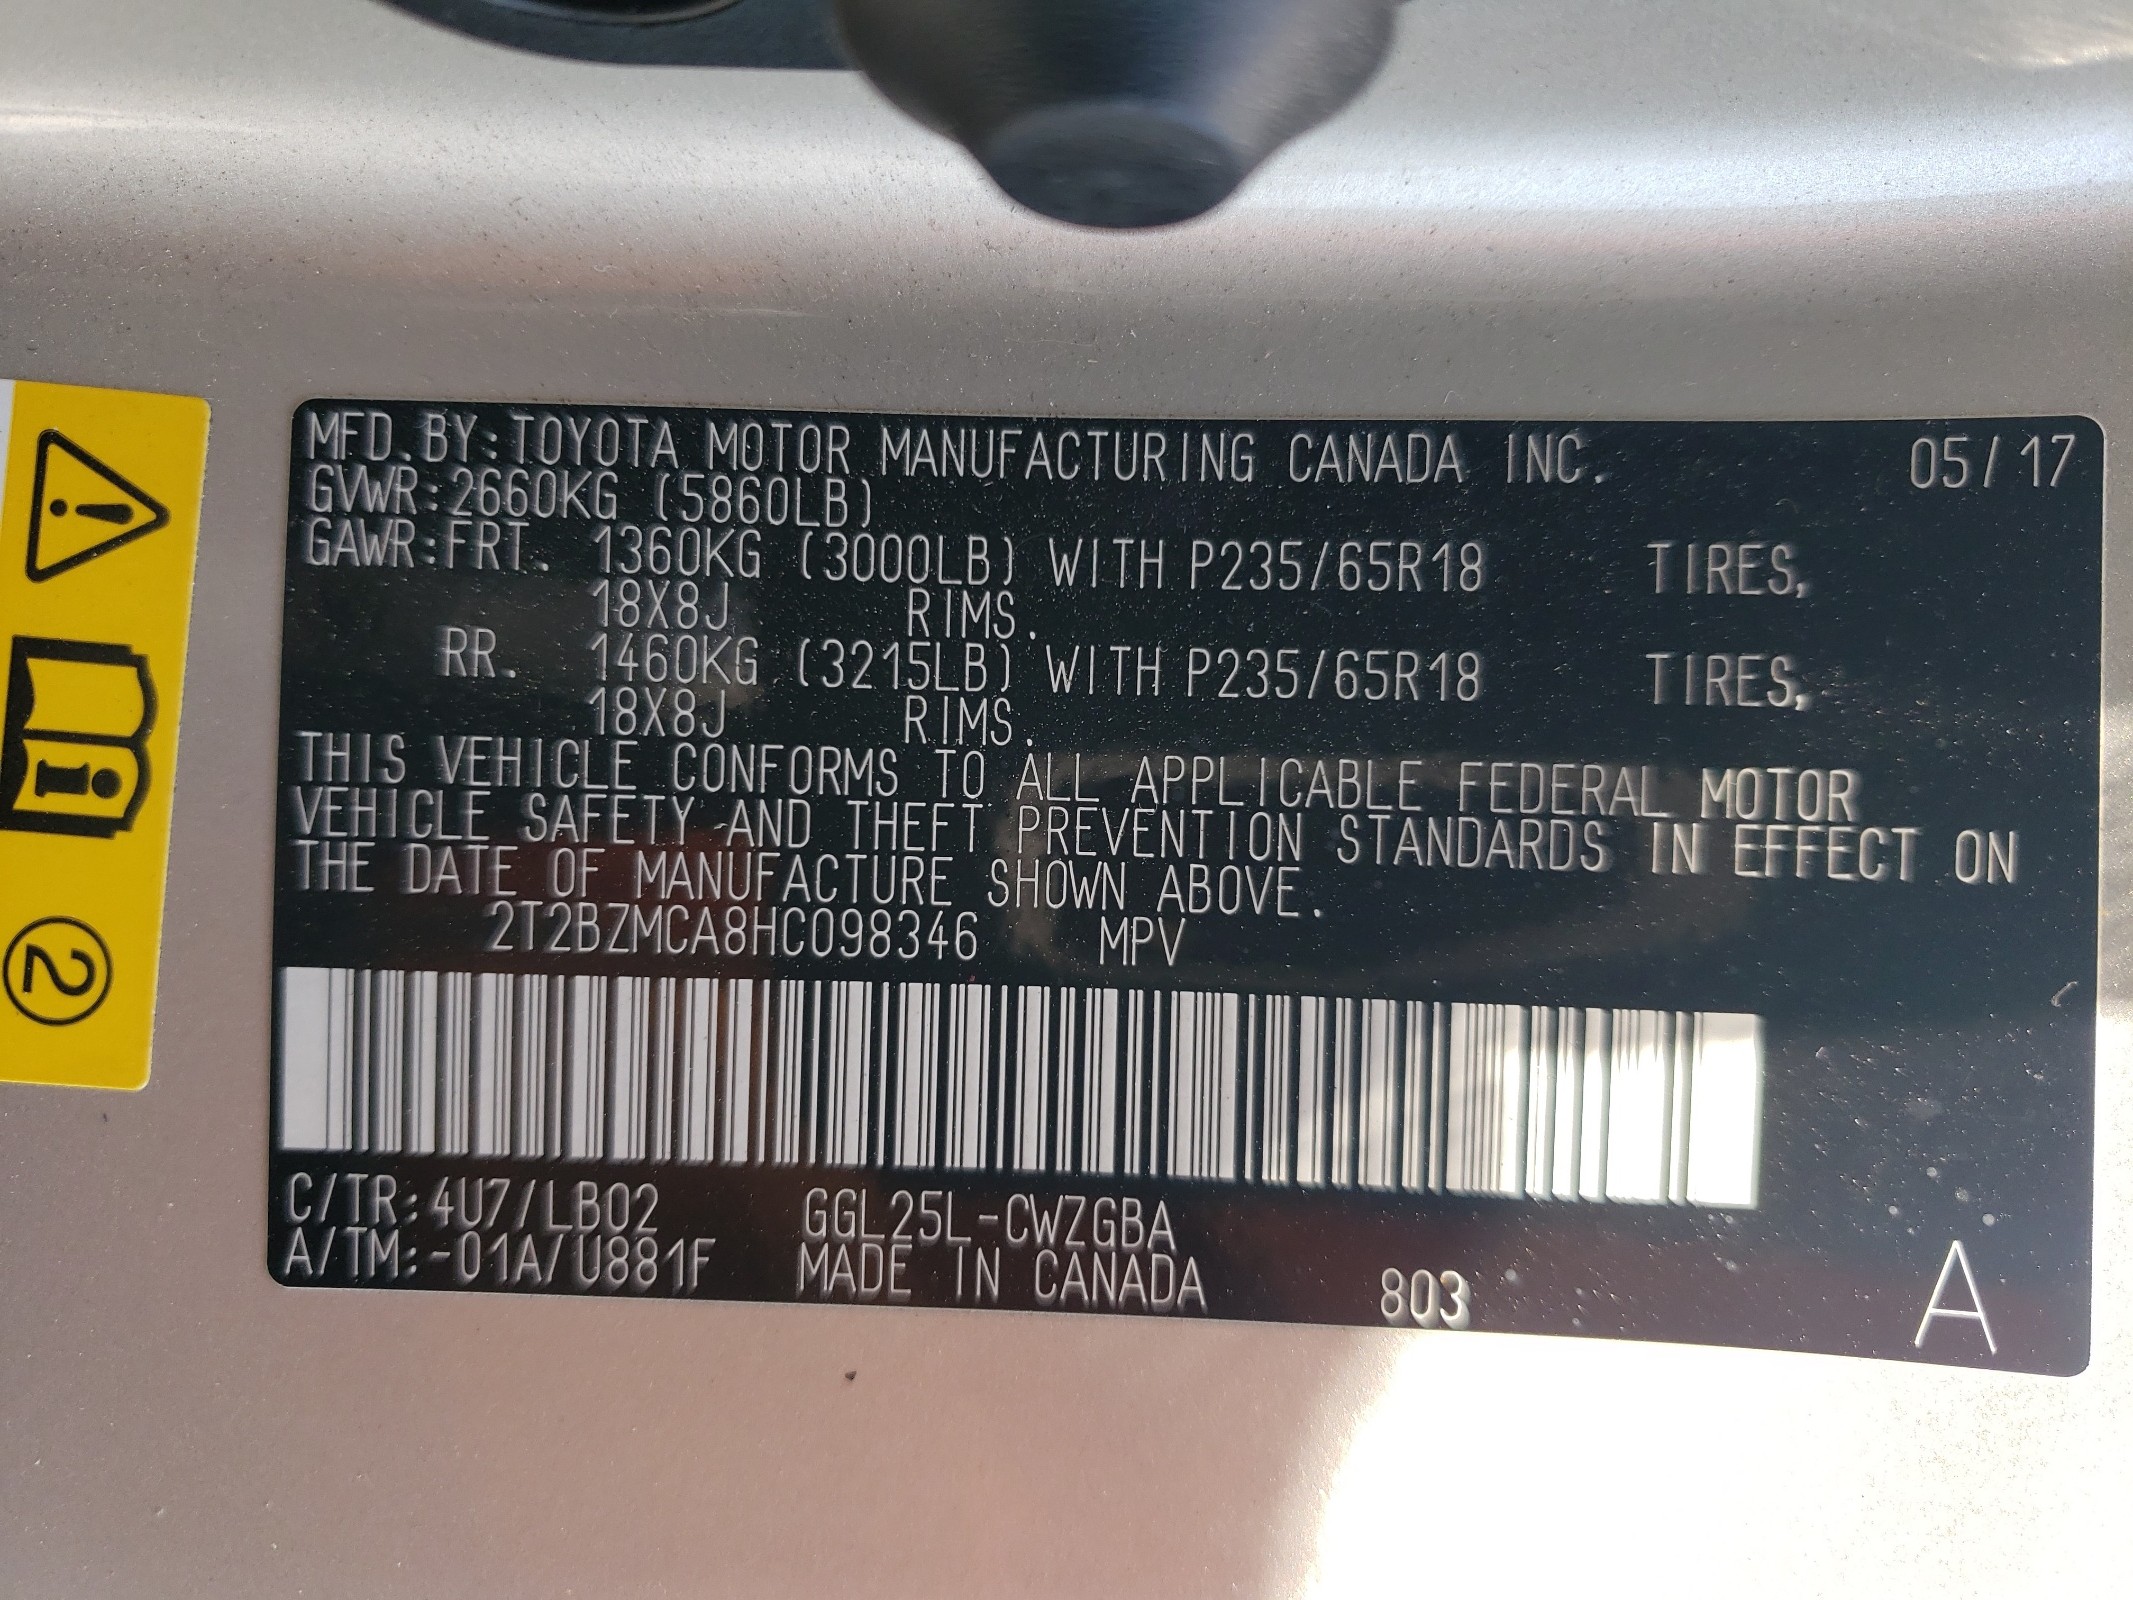 MFD. BY: TOYOTA MOTOR MANUFACTURING CANADA INC. 05/17
GVWR: 2660KG (5860LB)
GAWR: FRT. 1360KG (3000LB) WITH P235/65R18 TIRES,
18X8J RIMS.
RR. 1460KG (3215LB) WITH P235/65R18 TIRES,
18X8J RIMS.
THIS VEHICLE CONFORMS TO ALL APPLICABLE FEDERAL MOTOR
VEHICLE SAFETY AND THEFT PREVENTION STANDARDS IN EFFECT ON
THE DATE OF MANUFACTURE SHOWN ABOVE.
2T2BZMCA8HC098346 MPV
C/TR: 4U7/LB02 GGL25L-CWZGBA
A/TM: -01A/U881F MADE IN CANADA 803 A
2